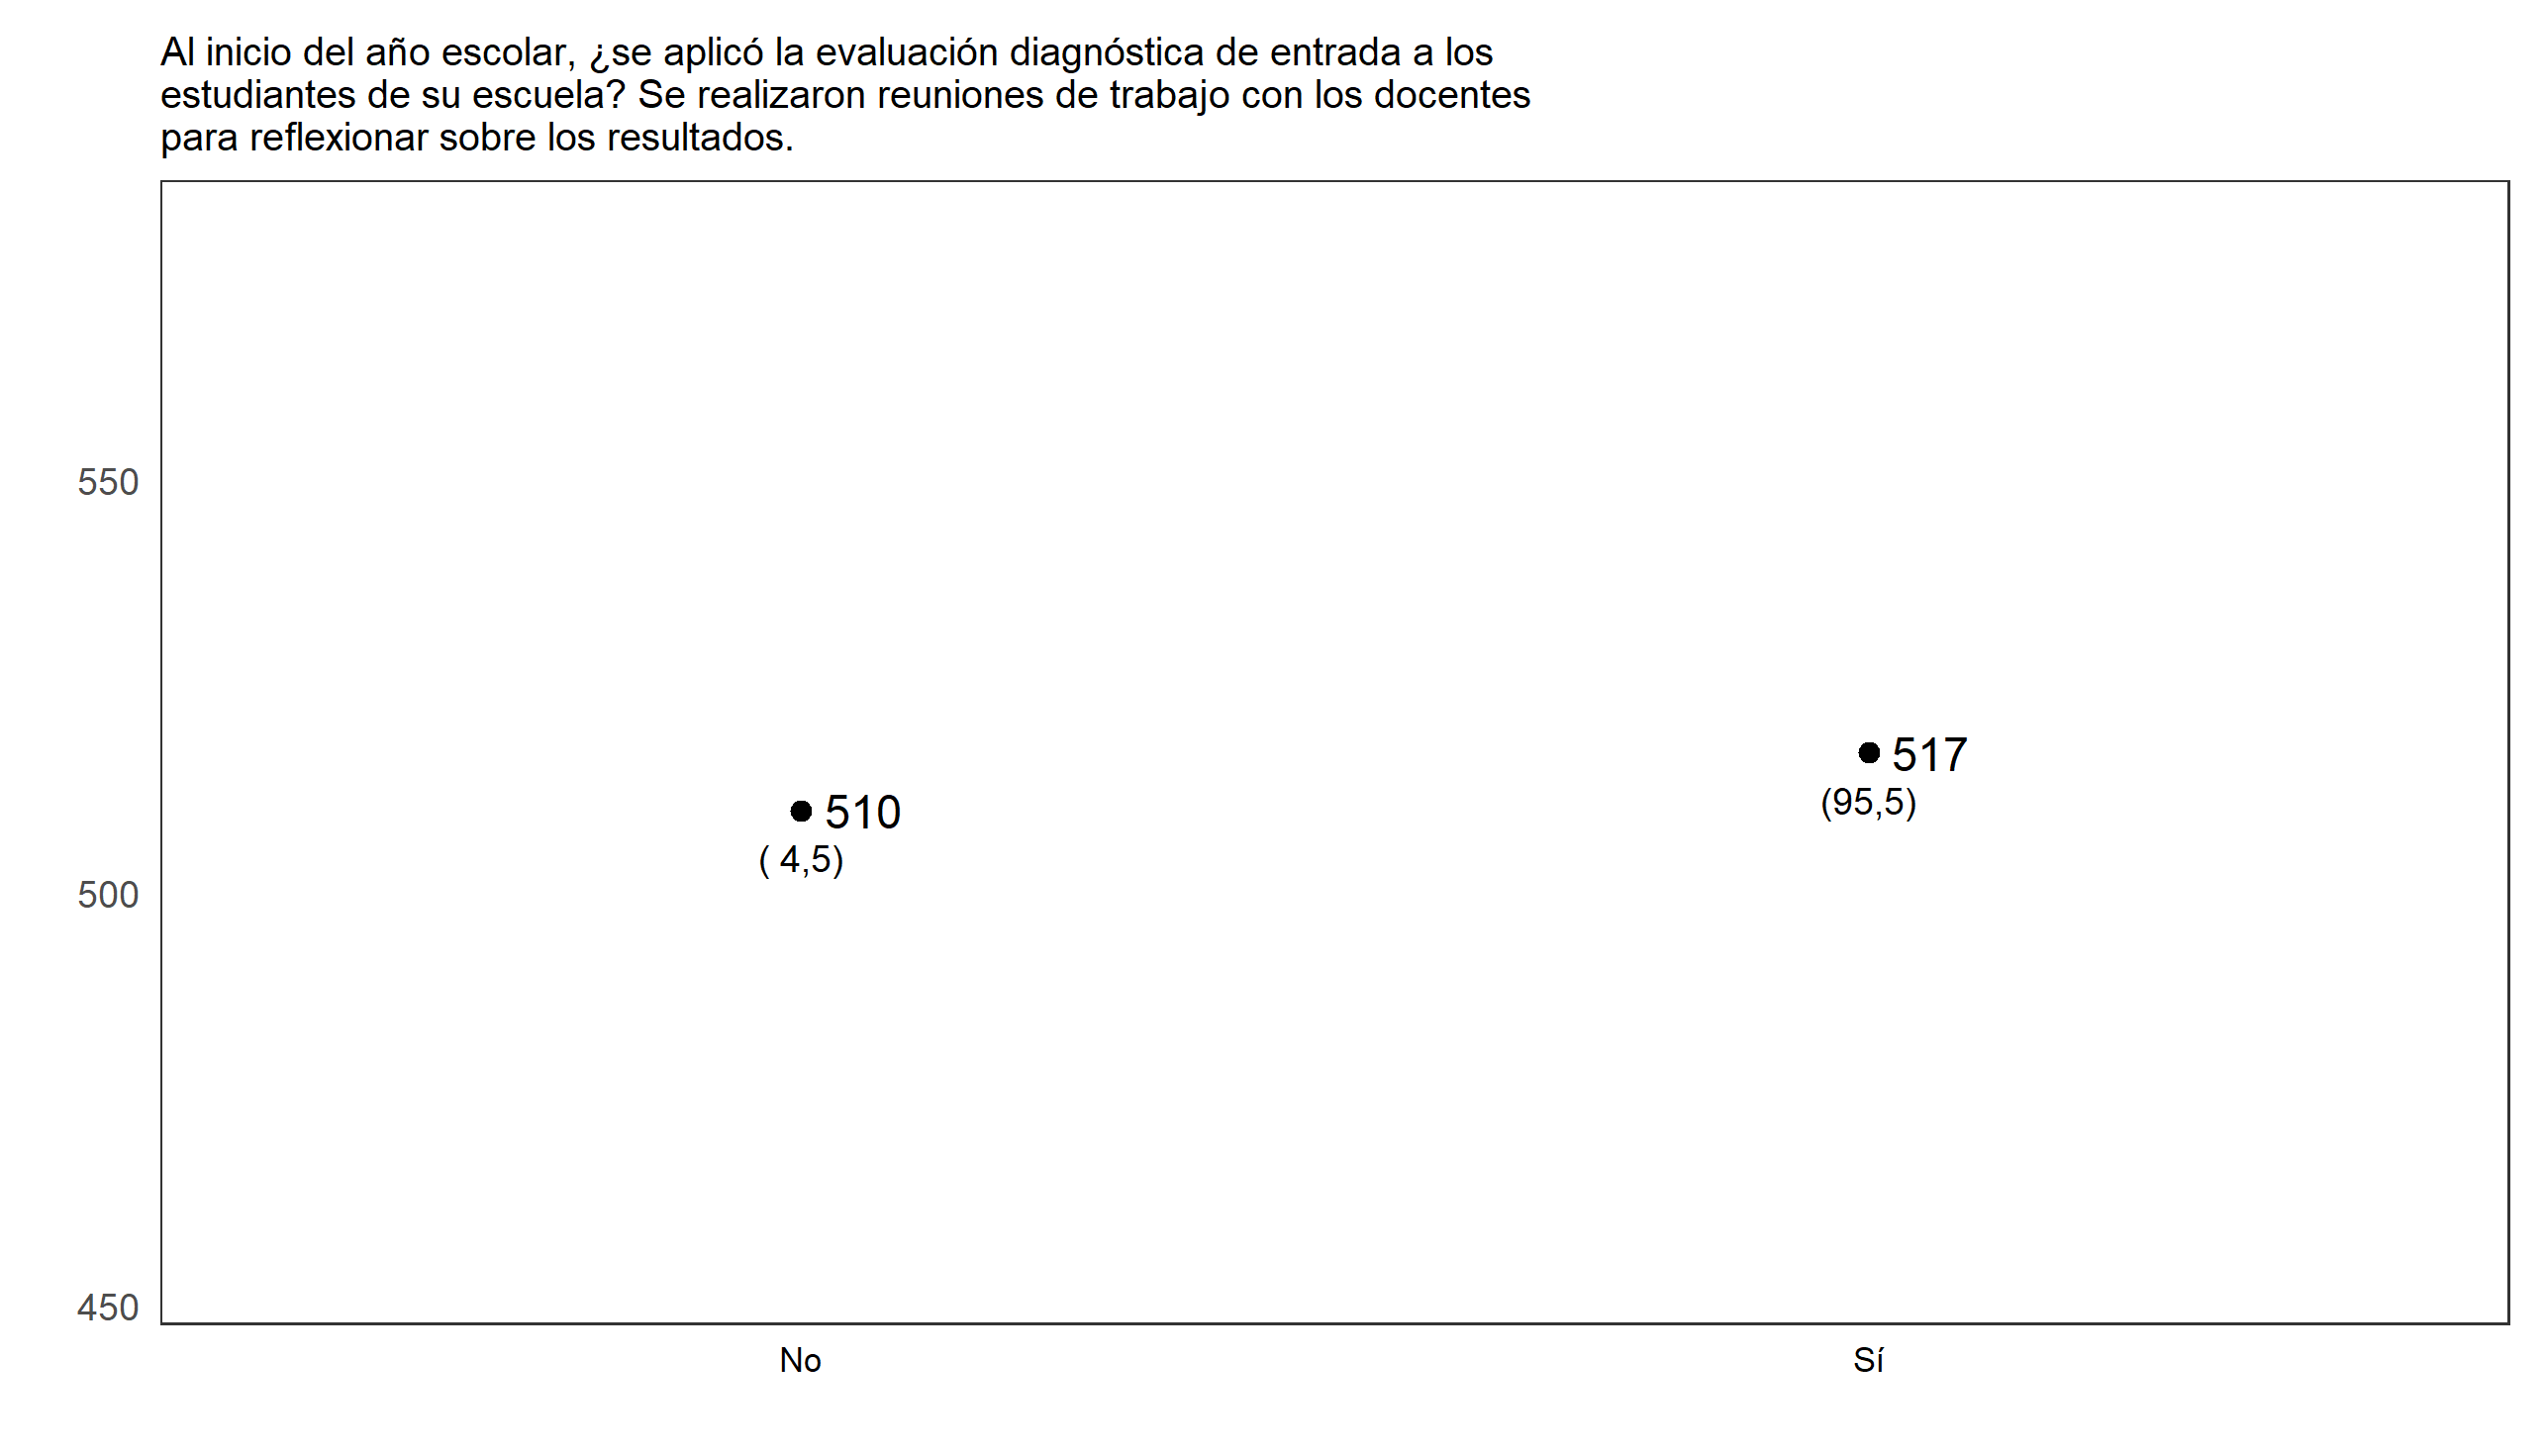 Al inicio del año escolar, ¿se aplicó la evaluación diagnóstica de entrada a los
estudiantes de su escuela? Se realizaron reuniones de trabajo con los docentes
para reflexionar sobre los resultados.
550
517
(95,5)
510
( 4,5)
500
450
No
Sí